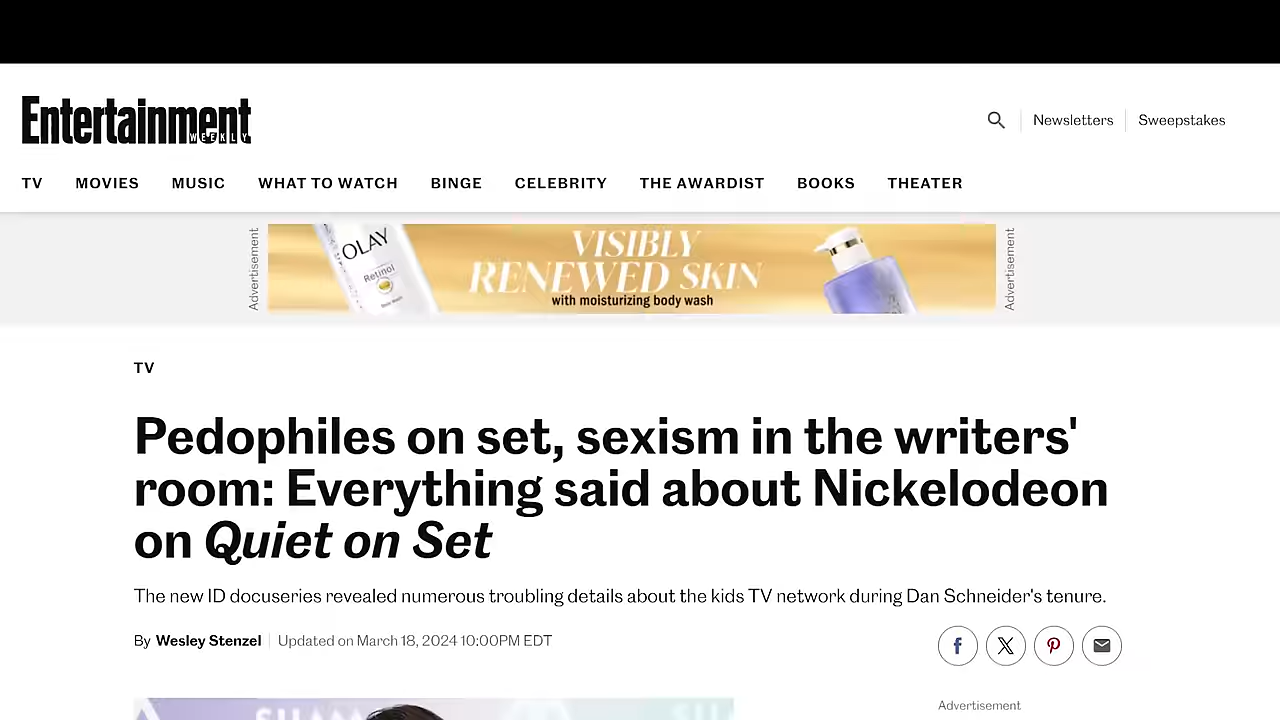 Entertainment
WEEKLY
Newsletters
Sweepstakes
TV MOVIES MUSIC WHAT TO WATCH BINGE CELEBRITY THE AWARDIST BOOKS THEATER
Advertisement
OLAY
Retinol
VISIBLY
RENEWED SKIN
with moisturizing body wash
Advertisement
TV
Pedophiles on set, sexism in the writers'
room: Everything said about Nickelodeon
on Quiet on Set
The new ID docuseries revealed numerous troubling details about the kids TV network during Dan Schneider's tenure.
By Wesley Stenzel Updated on March 18, 2024 10:00PM EDT
Advertisement